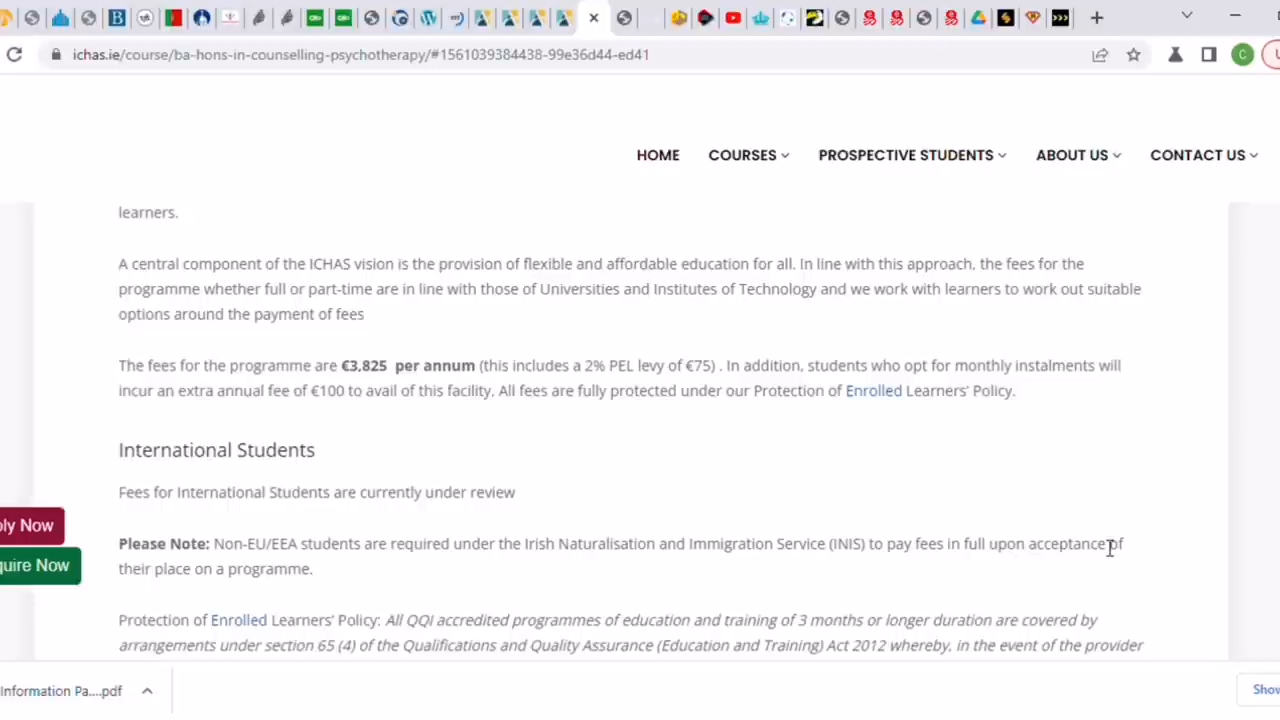 ichas.ie/course/ba-hons-in-counselling-psychotherapy/#1561039384438-99e36d44-ed41
C
HOME COURSES PROSPECTIVE STUDENTS ABOUT US CONTACT US
learners.
A central component of the ICHAS vision is the provision of flexible and affordable education for all. In line with this approach, the fees for the
programme whether full or part-time are in line with those of Universities and Institutes of Technology and we work with learners to work out suitable
options around the payment of fees
The fees for the programme are €3,825 per annum (this includes a 2% PEL levy of €75) . In addition, students who opt for monthly instalments will
incur an extra annual fee of €100 to avail of this facility. All fees are fully protected under our Protection of Enrolled Learners' Policy.
International Students
Fees for International Students are currently under review
ply Now
Please Note: Non-EU/EEA students are required under the Irish Naturalisation and Immigration Service (INIS) to pay fees in full upon acceptance of
quire Now
their place on a programme.
Protection of Enrolled Learners' Policy: All QQI accredited programmes of education and training of 3 months or longer duration are covered by
arrangements under section 65 (4) of the Qualifications and Quality Assurance (Education and Training) Act 2012 whereby, in the event of the provider
Information Pa....pdf
Show